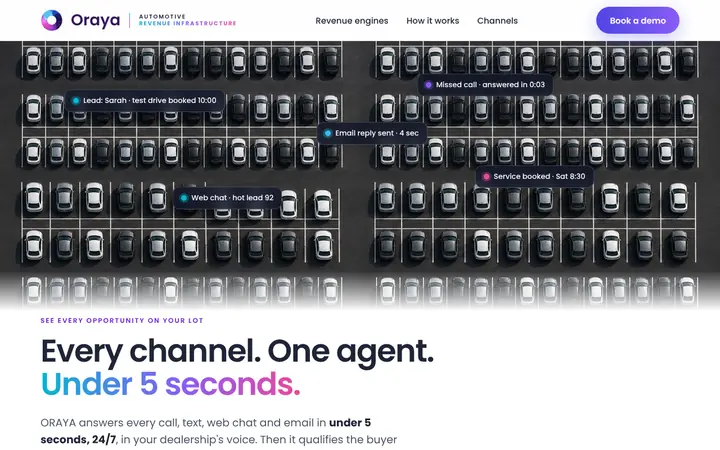 Oraya
AUTOMOTIVE
REVENUE INFRASTRUCTURE
Revenue engines
How it works
Channels
Book a demo
Missed call · answered in 0:03
Lead: Sarah · test drive booked 10:00
Email reply sent · 4 sec
Service booked · Sat 8:30
Web chat · hot lead 92
SEE EVERY OPPORTUNITY ON YOUR LOT
Every channel. One agent.
Under 5 seconds.
ORAYA answers every call, text, web chat and email in under 5
seconds, 24/7, in your dealership's voice. Then it qualifies the buyer